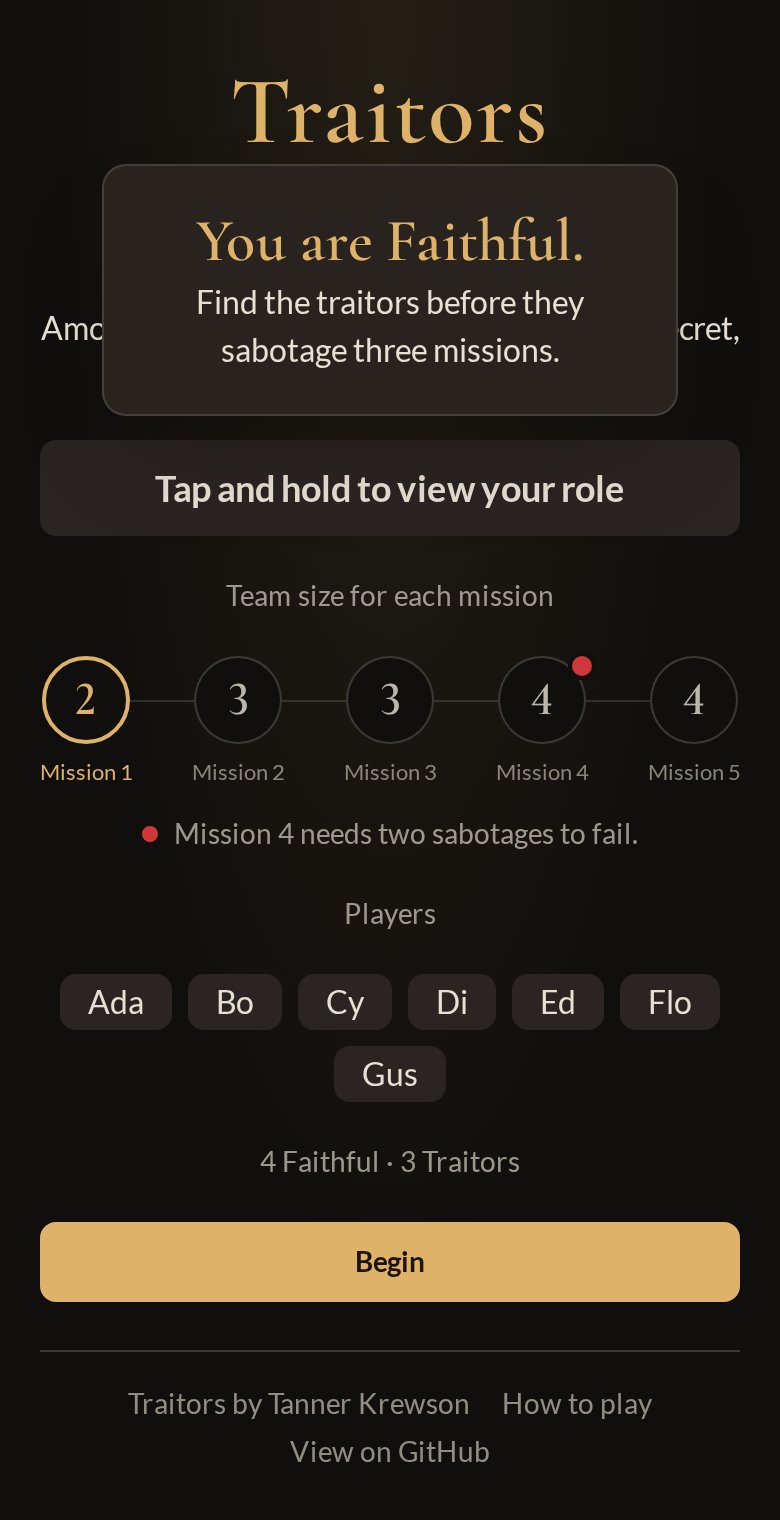 Traitors
You are Faithful.
Find the traitors before they
sabotage three missions.
ecret,
Tap and hold to view your role
Team size for each mission
2 3 3 4 4
Mission 1 Mission 2 Mission 3 Mission 4 Mission 5
Mission 4 needs two sabotages to fail.
Players
Ada Bo Cy Di Ed Flo
Gus
4 Faithful · 3 Traitors
Begin
Traitors by Tanner Krewson How to play
View on GitHub